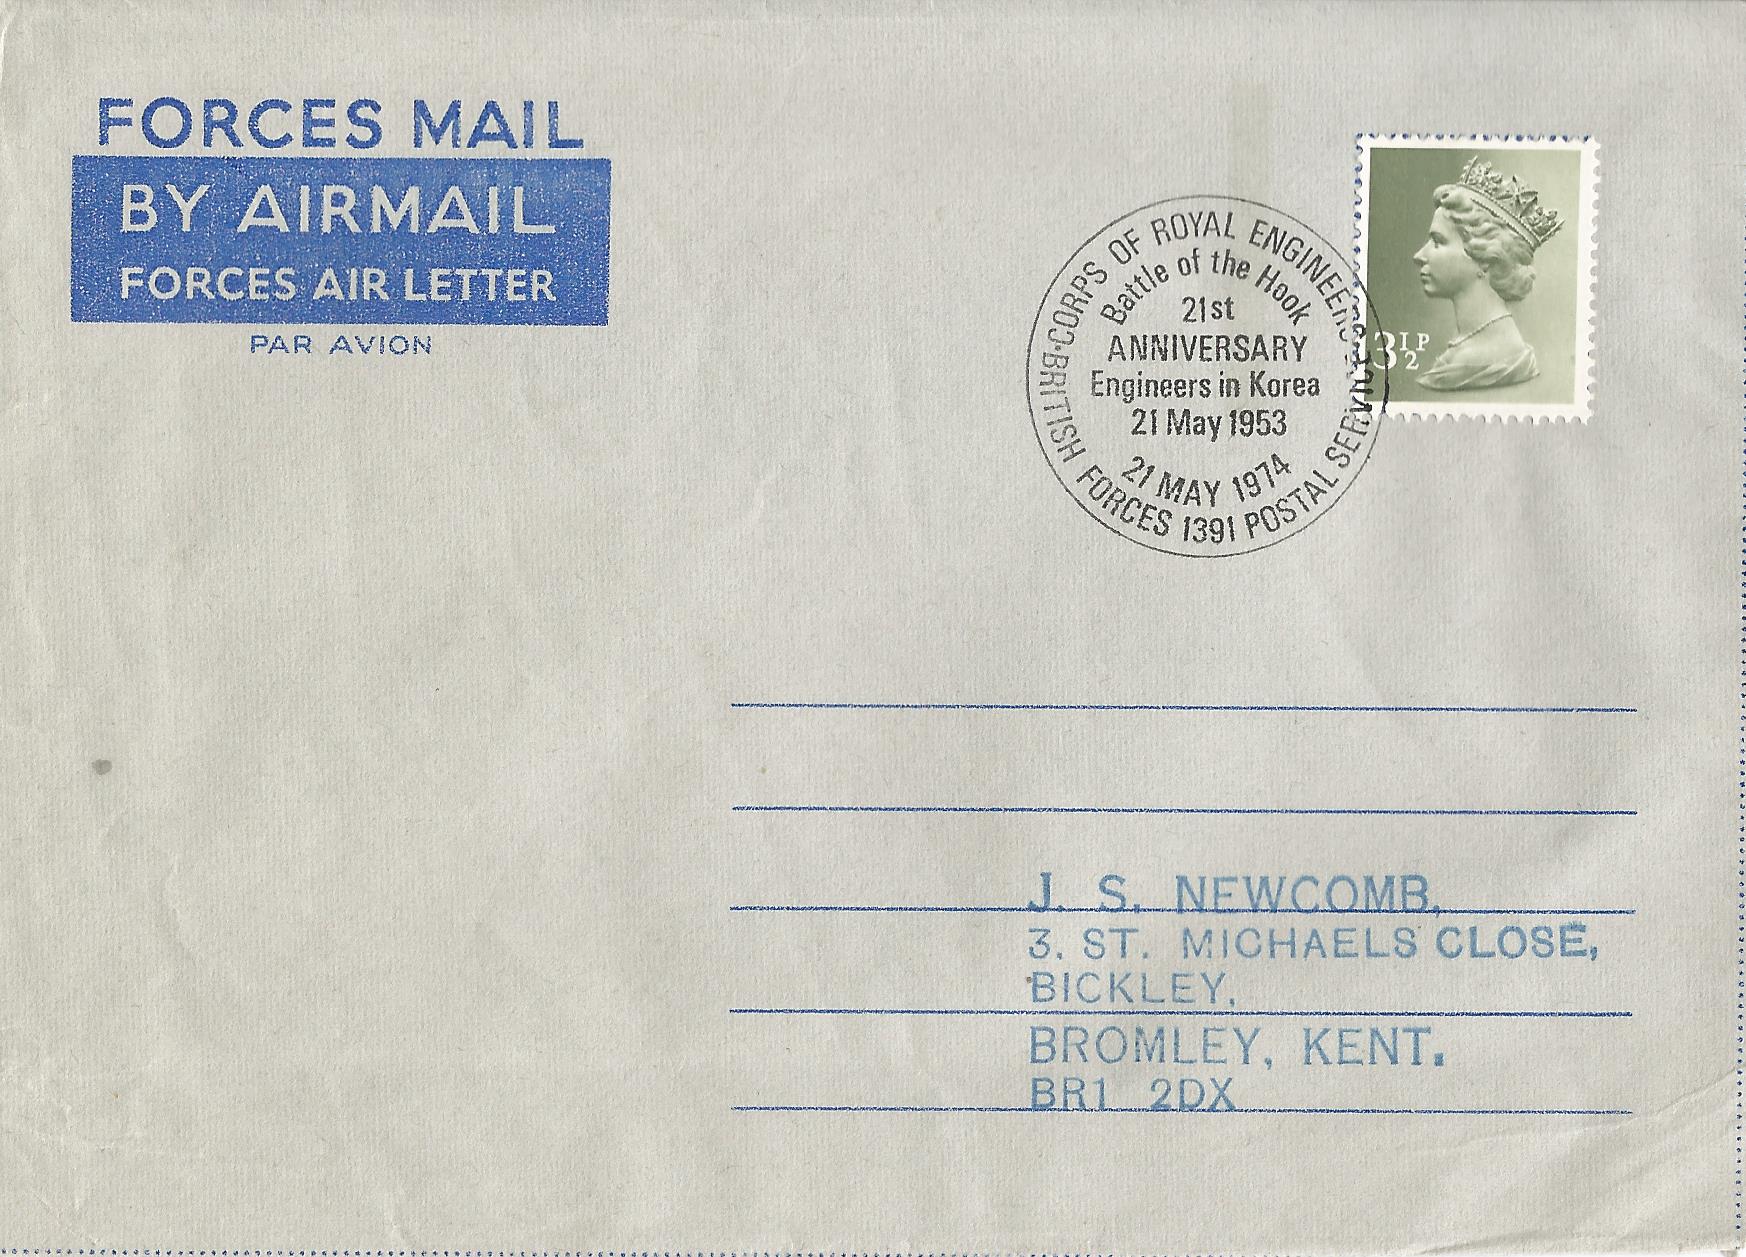 FORCES MAIL
BY AIRMAIL
FORCES AIR LETTER
PAR AVION
CORPS OF ROYAL ENGINEERS
Battle of the Hook
21st
ANNIVERSARY
Engineers in Korea
21 May 1953
21 MAY 1974
BRITISH FORCES 1391 POSTAL SERVICE
3½P
J. S. NEWCOMB,
3. ST. MICHAELS CLOSE,
BICKLEY,
BROMLEY, KENT.
BR1 2DX